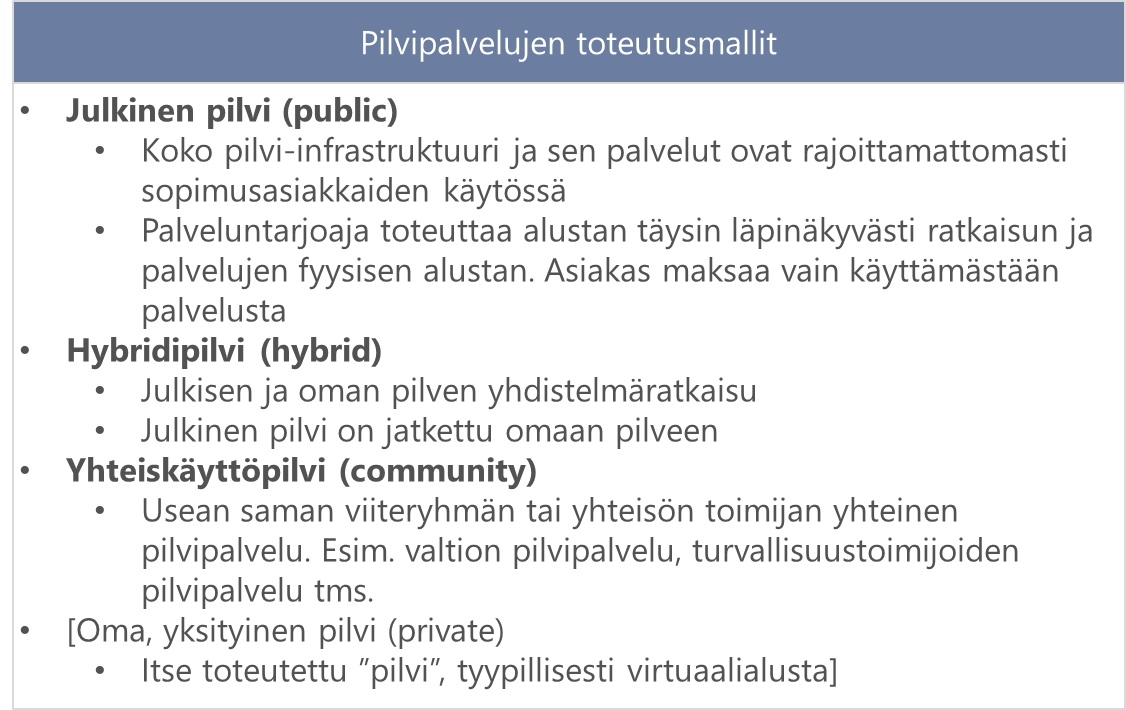 Pilvipalvelujen toteutusmallit
• Julkinen pilvi (public)
• Koko pilvi-infrastruktuuri ja sen palvelut ovat rajoittamattomasti
sopimusasiakkaiden käytössä
• Palveluntarjoaja toteuttaa alustan täysin läpinäkyvästi ratkaisun ja
palvelujen fyysisen alustan. Asiakas maksaa vain käyttämästään
palvelusta
• Hybridipilvi (hybrid)
• Julkisen ja oman pilven yhdistelmäratkaisu
• Julkinen pilvi on jatkettu omaan pilveen
• Yhteiskäyttöpilvi (community)
• Usean saman viiteryhmän tai yhteisön toimijan yhteinen
pilvipalvelu. Esim. valtion pilvipalvelu, turvallisuustoimijoiden
pilvipalvelu tms.
• [Oma, yksityinen pilvi (private)
• Itse toteutettu ”pilvi”, tyypillisesti virtuaalialusta]